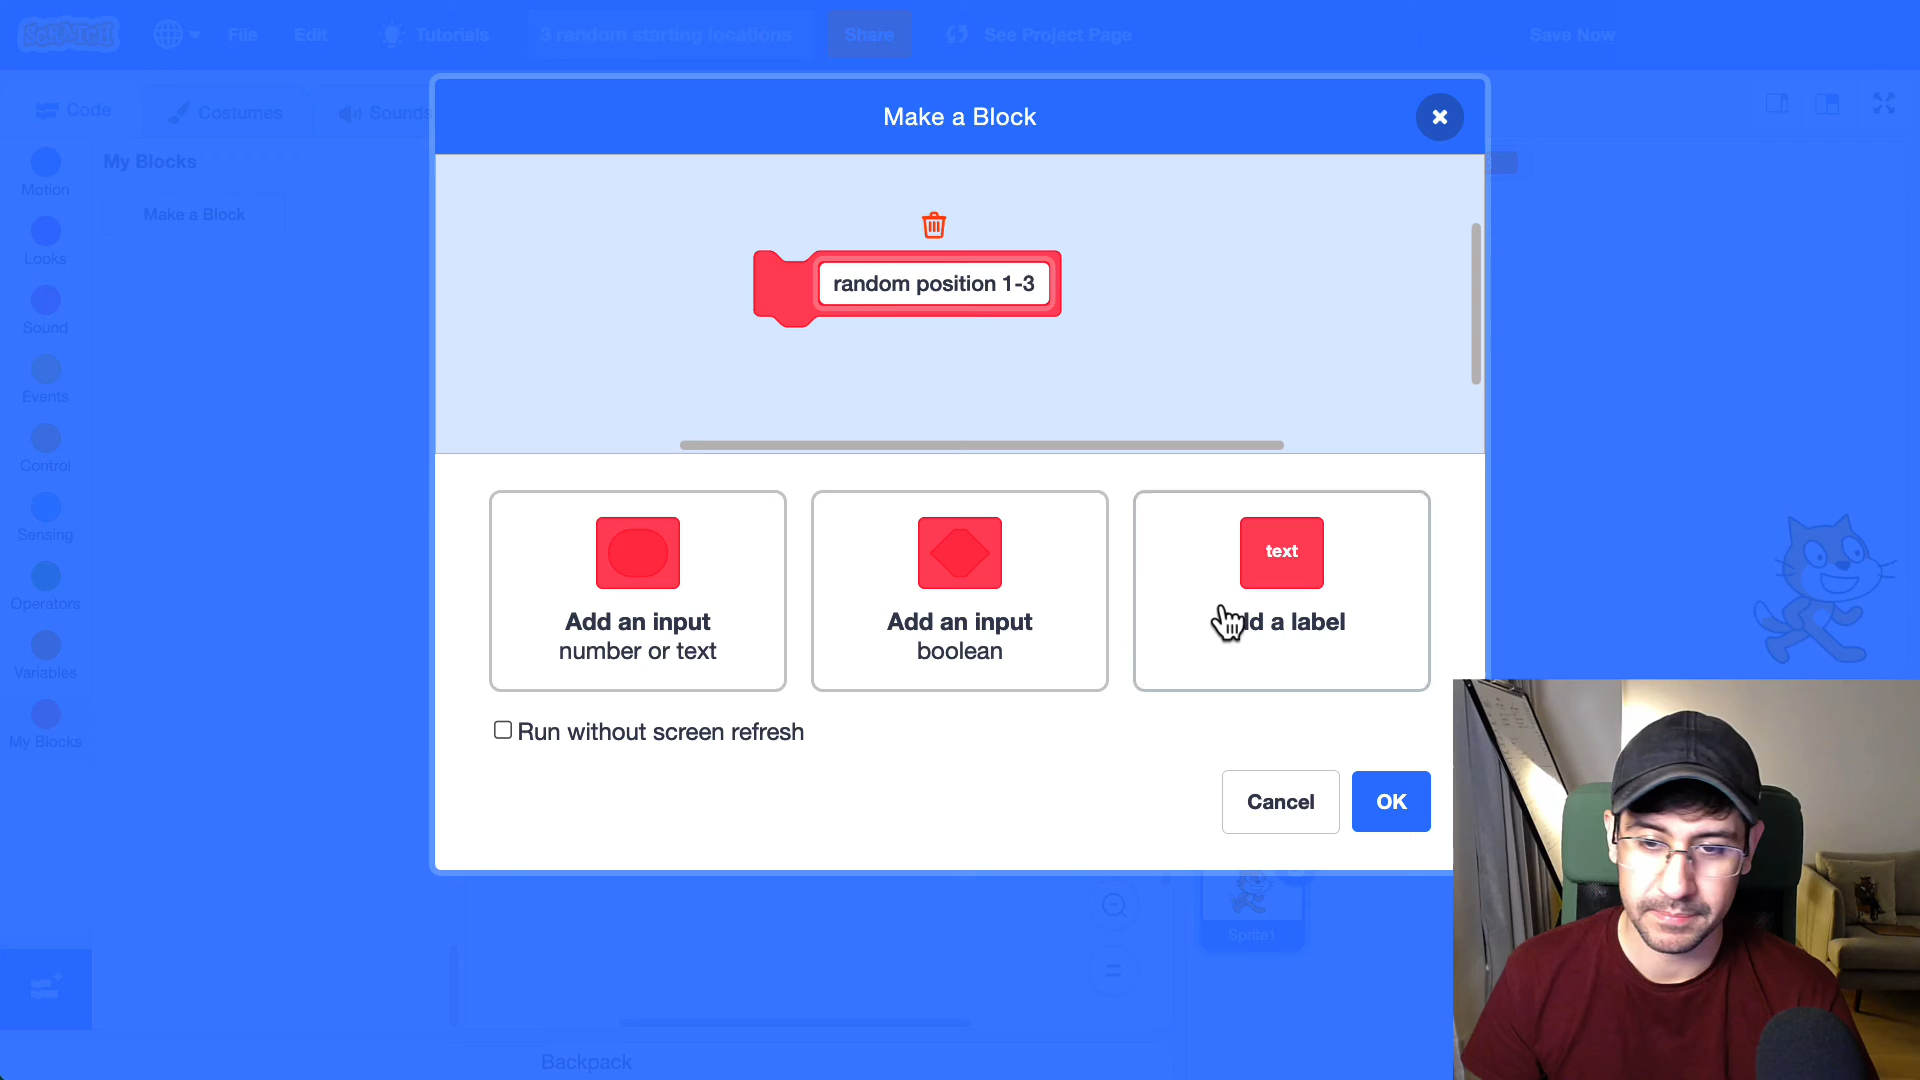 SCRATCH
File
Edit
Tutorials
3 random starting locations
Share
See Project Page
Save Now
Code
Costumes
Sounds
Make a Block
My Blocks
Make a Block
Motion
Looks
Sound
Events
Control
Sensing
Operators
Variables
My Blocks
random position 1-3
text
Add an input
number or text
Add an input
boolean
dd a label
Run without screen refresh
Cancel
OK
Sprite1
Backpack